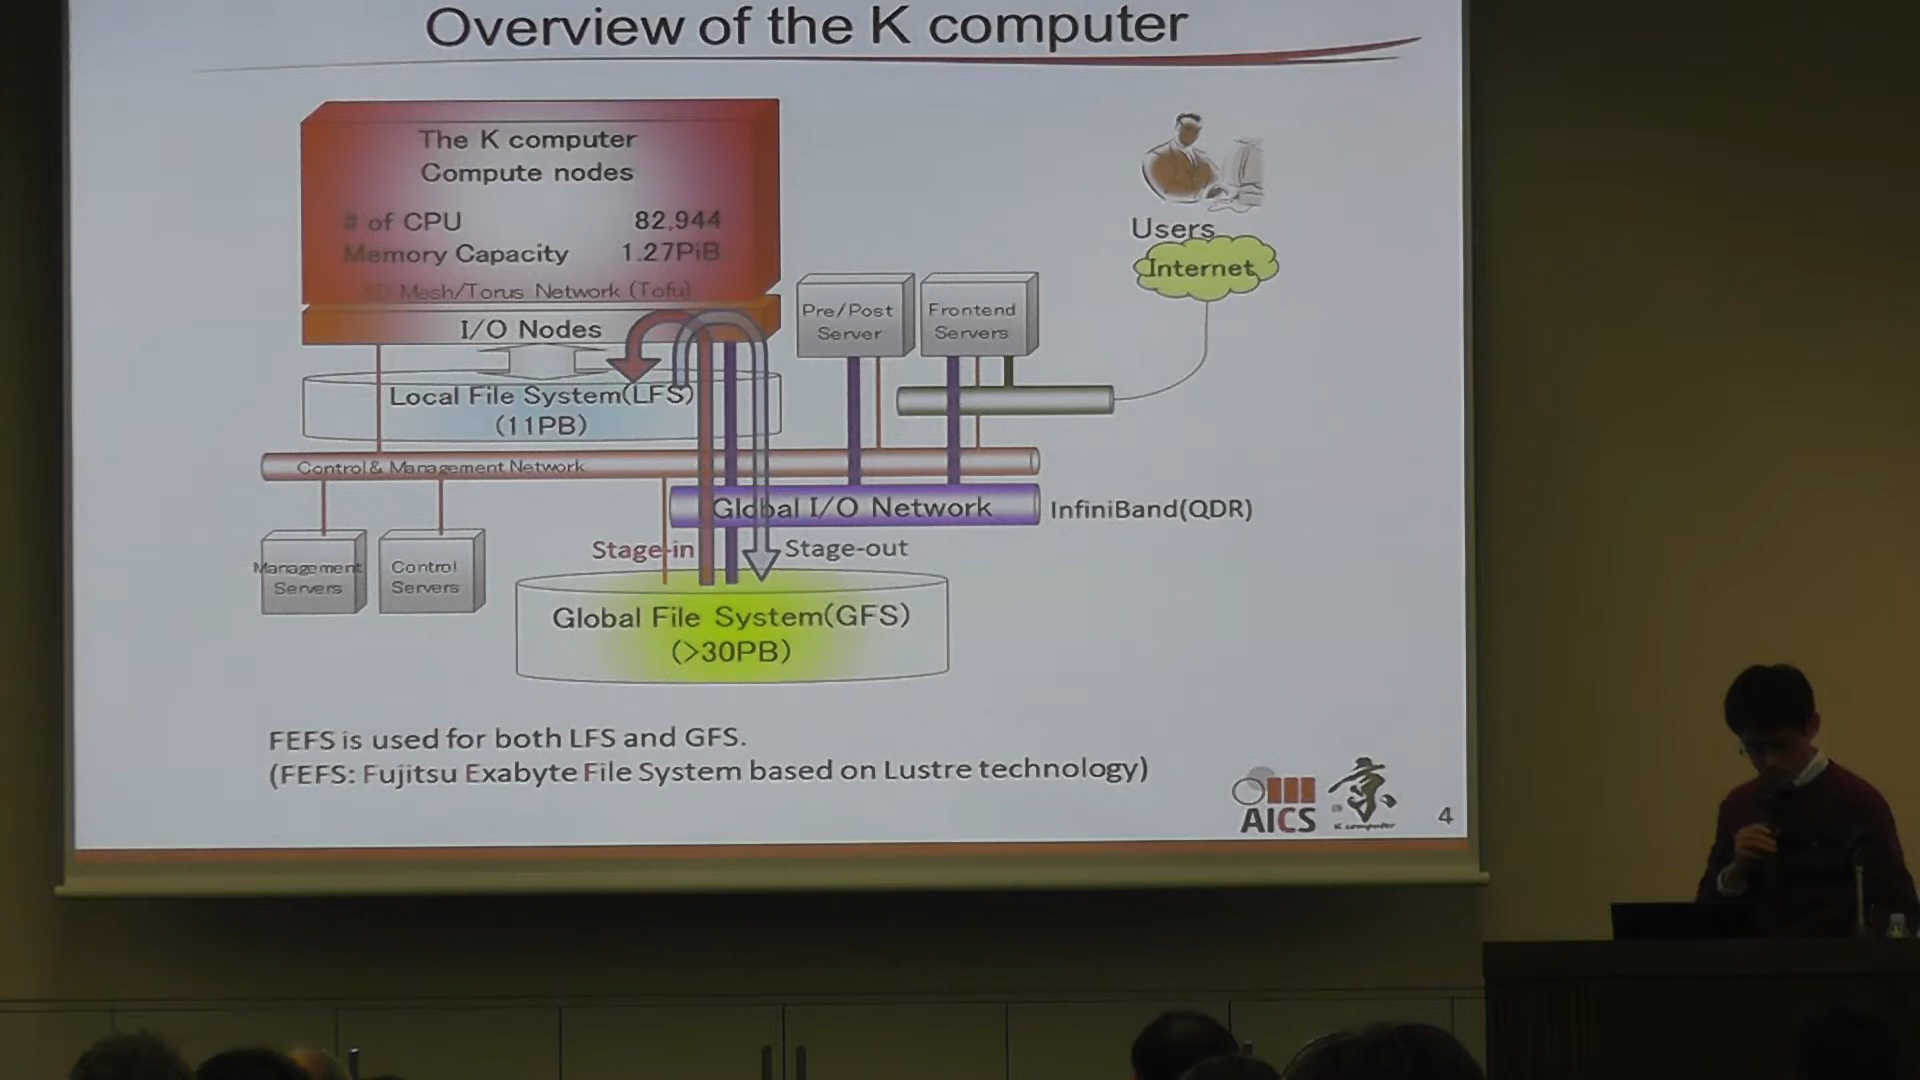 Overview of the K computer
The K computer
Compute nodes
# of CPU 82,944
Memory Capacity 1.27PiB
Mesh/Torus Network (Tofu)
I/O Nodes
Local File System(LFS)
(11PB)
Control & Management Network
Pre/Post
Server
Frontend
Servers
Users
Internet
Global I/O Network
InfiniBand(QDR)
Stage-in
Stage-out
Management
Servers
Control
Servers
Global File System(GFS)
(>30PB)
FEFS is used for both LFS and GFS.
(FEFS: Fujitsu Exabyte File System based on Lustre technology)
AICS
京
K computer
4